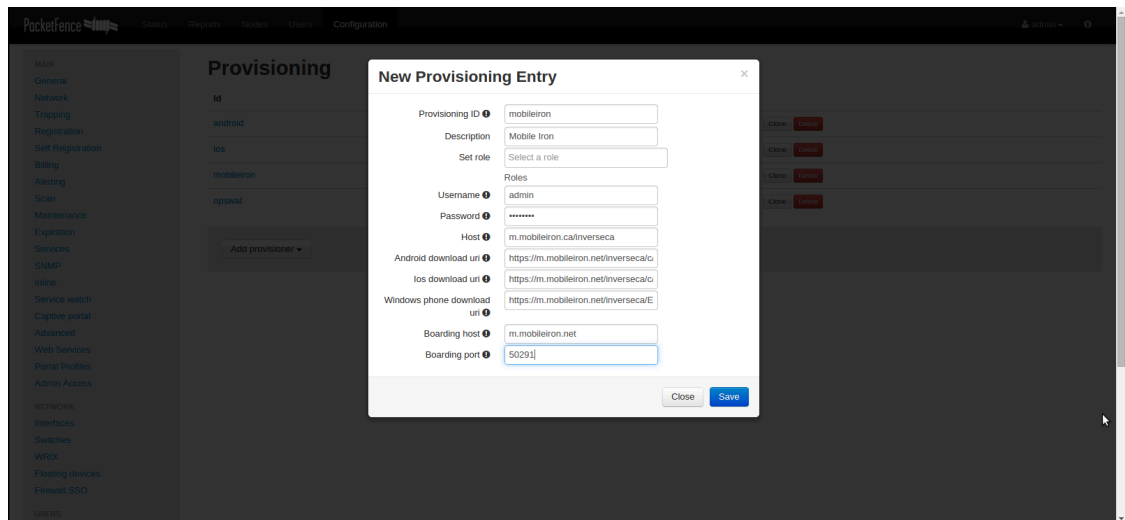 PacketFence
Status Reports Nodes Users Configuration admin
MAIN
General
Network
Trapping
Registration
Self Registration
Billing
Alerting
Scan
Maintenance
Expiration
Services
SNMP
Inline
Service watch
Captive portal
Advanced
Web Services
Portal Profiles
Admin Access
NETWORK
Interfaces
Switches
WRIX
Floating devices
Firewall SSO
USERS
Provisioning
Id
android Clone Delete
ios Clone Delete
mobileiron Clone Delete
opswat Clone Delete
Add provisioner
New Provisioning Entry ×
Provisioning ID mobileiron
Description Mobile Iron
Set role Select a role
Roles
Username admin
Password ••••••••
Host m.mobileiron.ca/inverseca
Android download uri https://m.mobileiron.net/inverseca/c
Ios download uri https://m.mobileiron.net/inverseca/c
Windows phone download https://m.mobileiron.net/inverseca/E
uri
Boarding host m.mobileiron.net
Boarding port 50291
Close Save